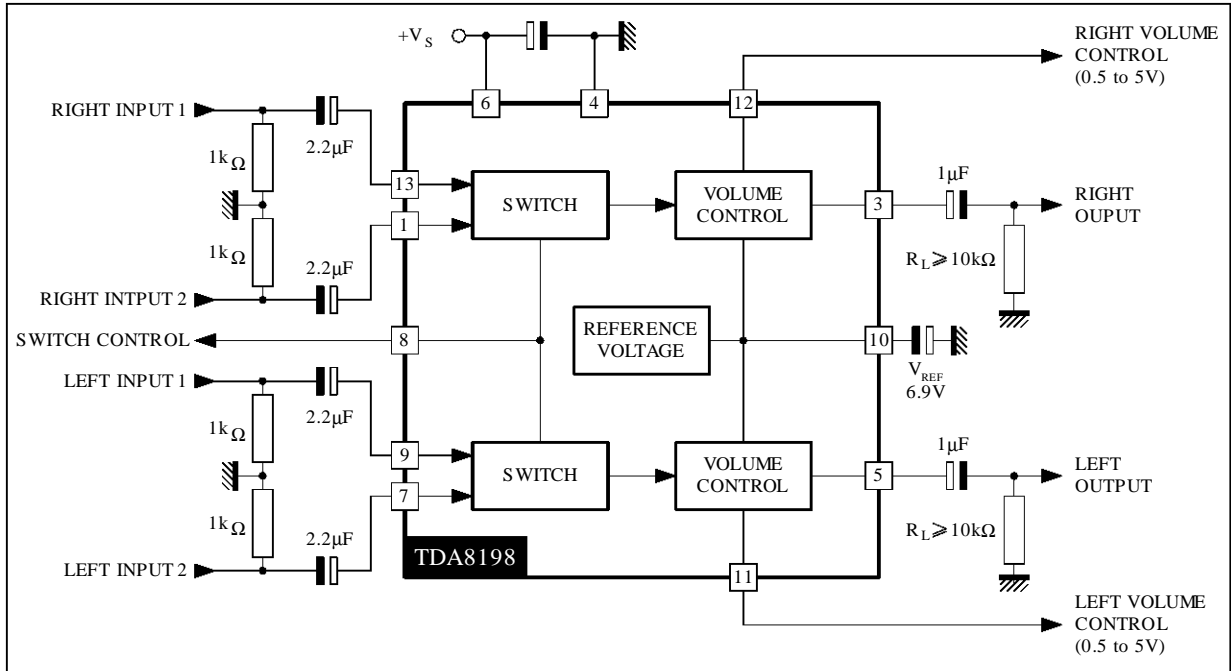 +V S
RIGHT VOLUME
CONTROL
(0.5 to 5V)
6
4
12
RIGHT INPUT 1
2.2µF
1kΩ
13
SWITCH
VOLUME
CONTROL
3
1µF
RIGHT
OUPUT
1
1kΩ
2.2µF
R L ⩾ 10kΩ
RIGHT INTPUT 2
SWITCH CONTROL
8
REFERENCE
VOLTAGE
10
V REF
6.9V
LEFT INPUT 1
2.2µF
1kΩ
9
SWITCH
VOLUME
CONTROL
5
1µF
LEFT
OUTPUT
7
1kΩ
2.2µF
R L ⩾ 10kΩ
LEFT INPUT 2
TDA8198
11
LEFT VOLUME
CONTROL
(0.5 to 5V)